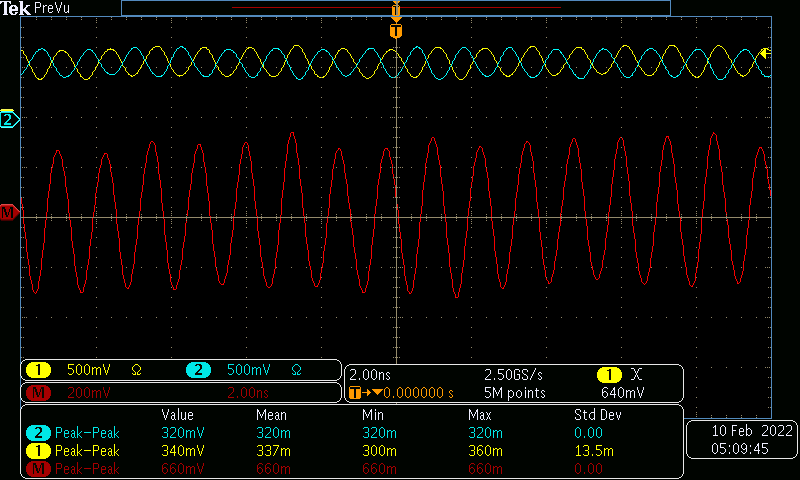 Tek PreVu
T
T
2
M
1 500mV Ω 2 500mV Ω
M 200mV 2.00ns
2.00ns 2.50GS/s 1 X
T→▼0.000000 s 5M points 640mV
Value Mean Min Max Std Dev
2 Peak-Peak 320mV 320m 320m 320m 0.00
1 Peak-Peak 340mV 337m 300m 360m 13.5m
M Peak-Peak 660mV 660m 660m 660m 0.00
10 Feb 2022
05:09:45